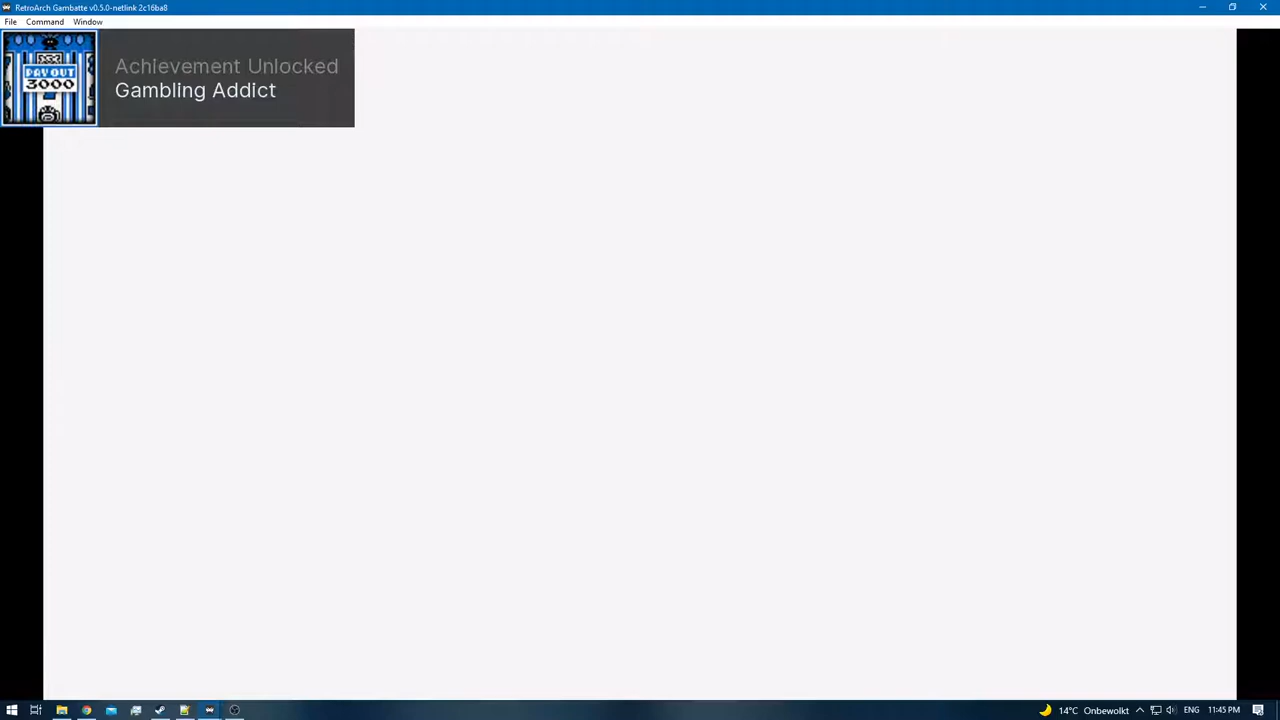 RetroArch Gambatte v0.5.0-netlink 2c16ba8
File Command Window
PAY OUT
3000
Achievement Unlocked
Gambling Addict
14°C Onbewolkt ENG 11:45 PM